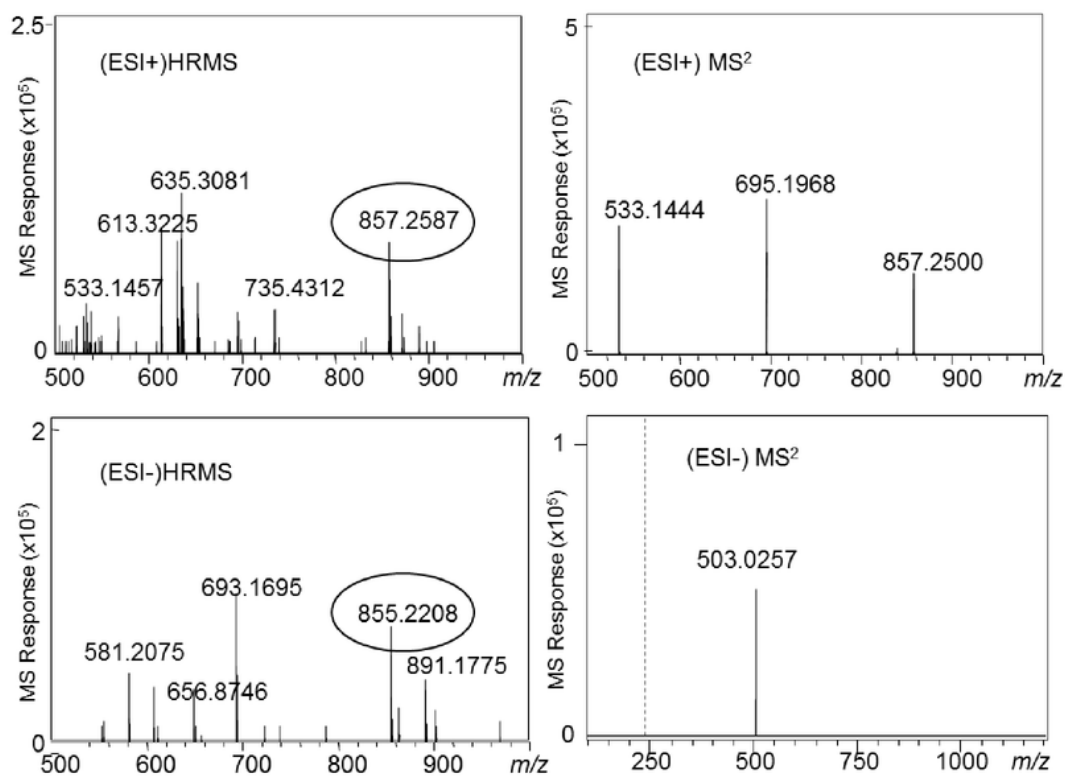 2.5
(ESI+)HRMS
MS Response (x10⁵)
635.3081
613.3225
857.2587
533.1457
735.4312
0
500 600 700 800 900 m/z
5
(ESI+) MS²
MS Response (x10⁵)
695.1968
533.1444
857.2500
0
500 600 700 800 900 m/z
2
(ESI-)HRMS
MS Response (x10⁵)
693.1695
855.2208
581.2075
891.1775
656.8746
0
500 600 700 800 900 m/z
1
(ESI-) MS²
MS Response (x10⁵)
503.0257
0
250 500 750 1000 m/z